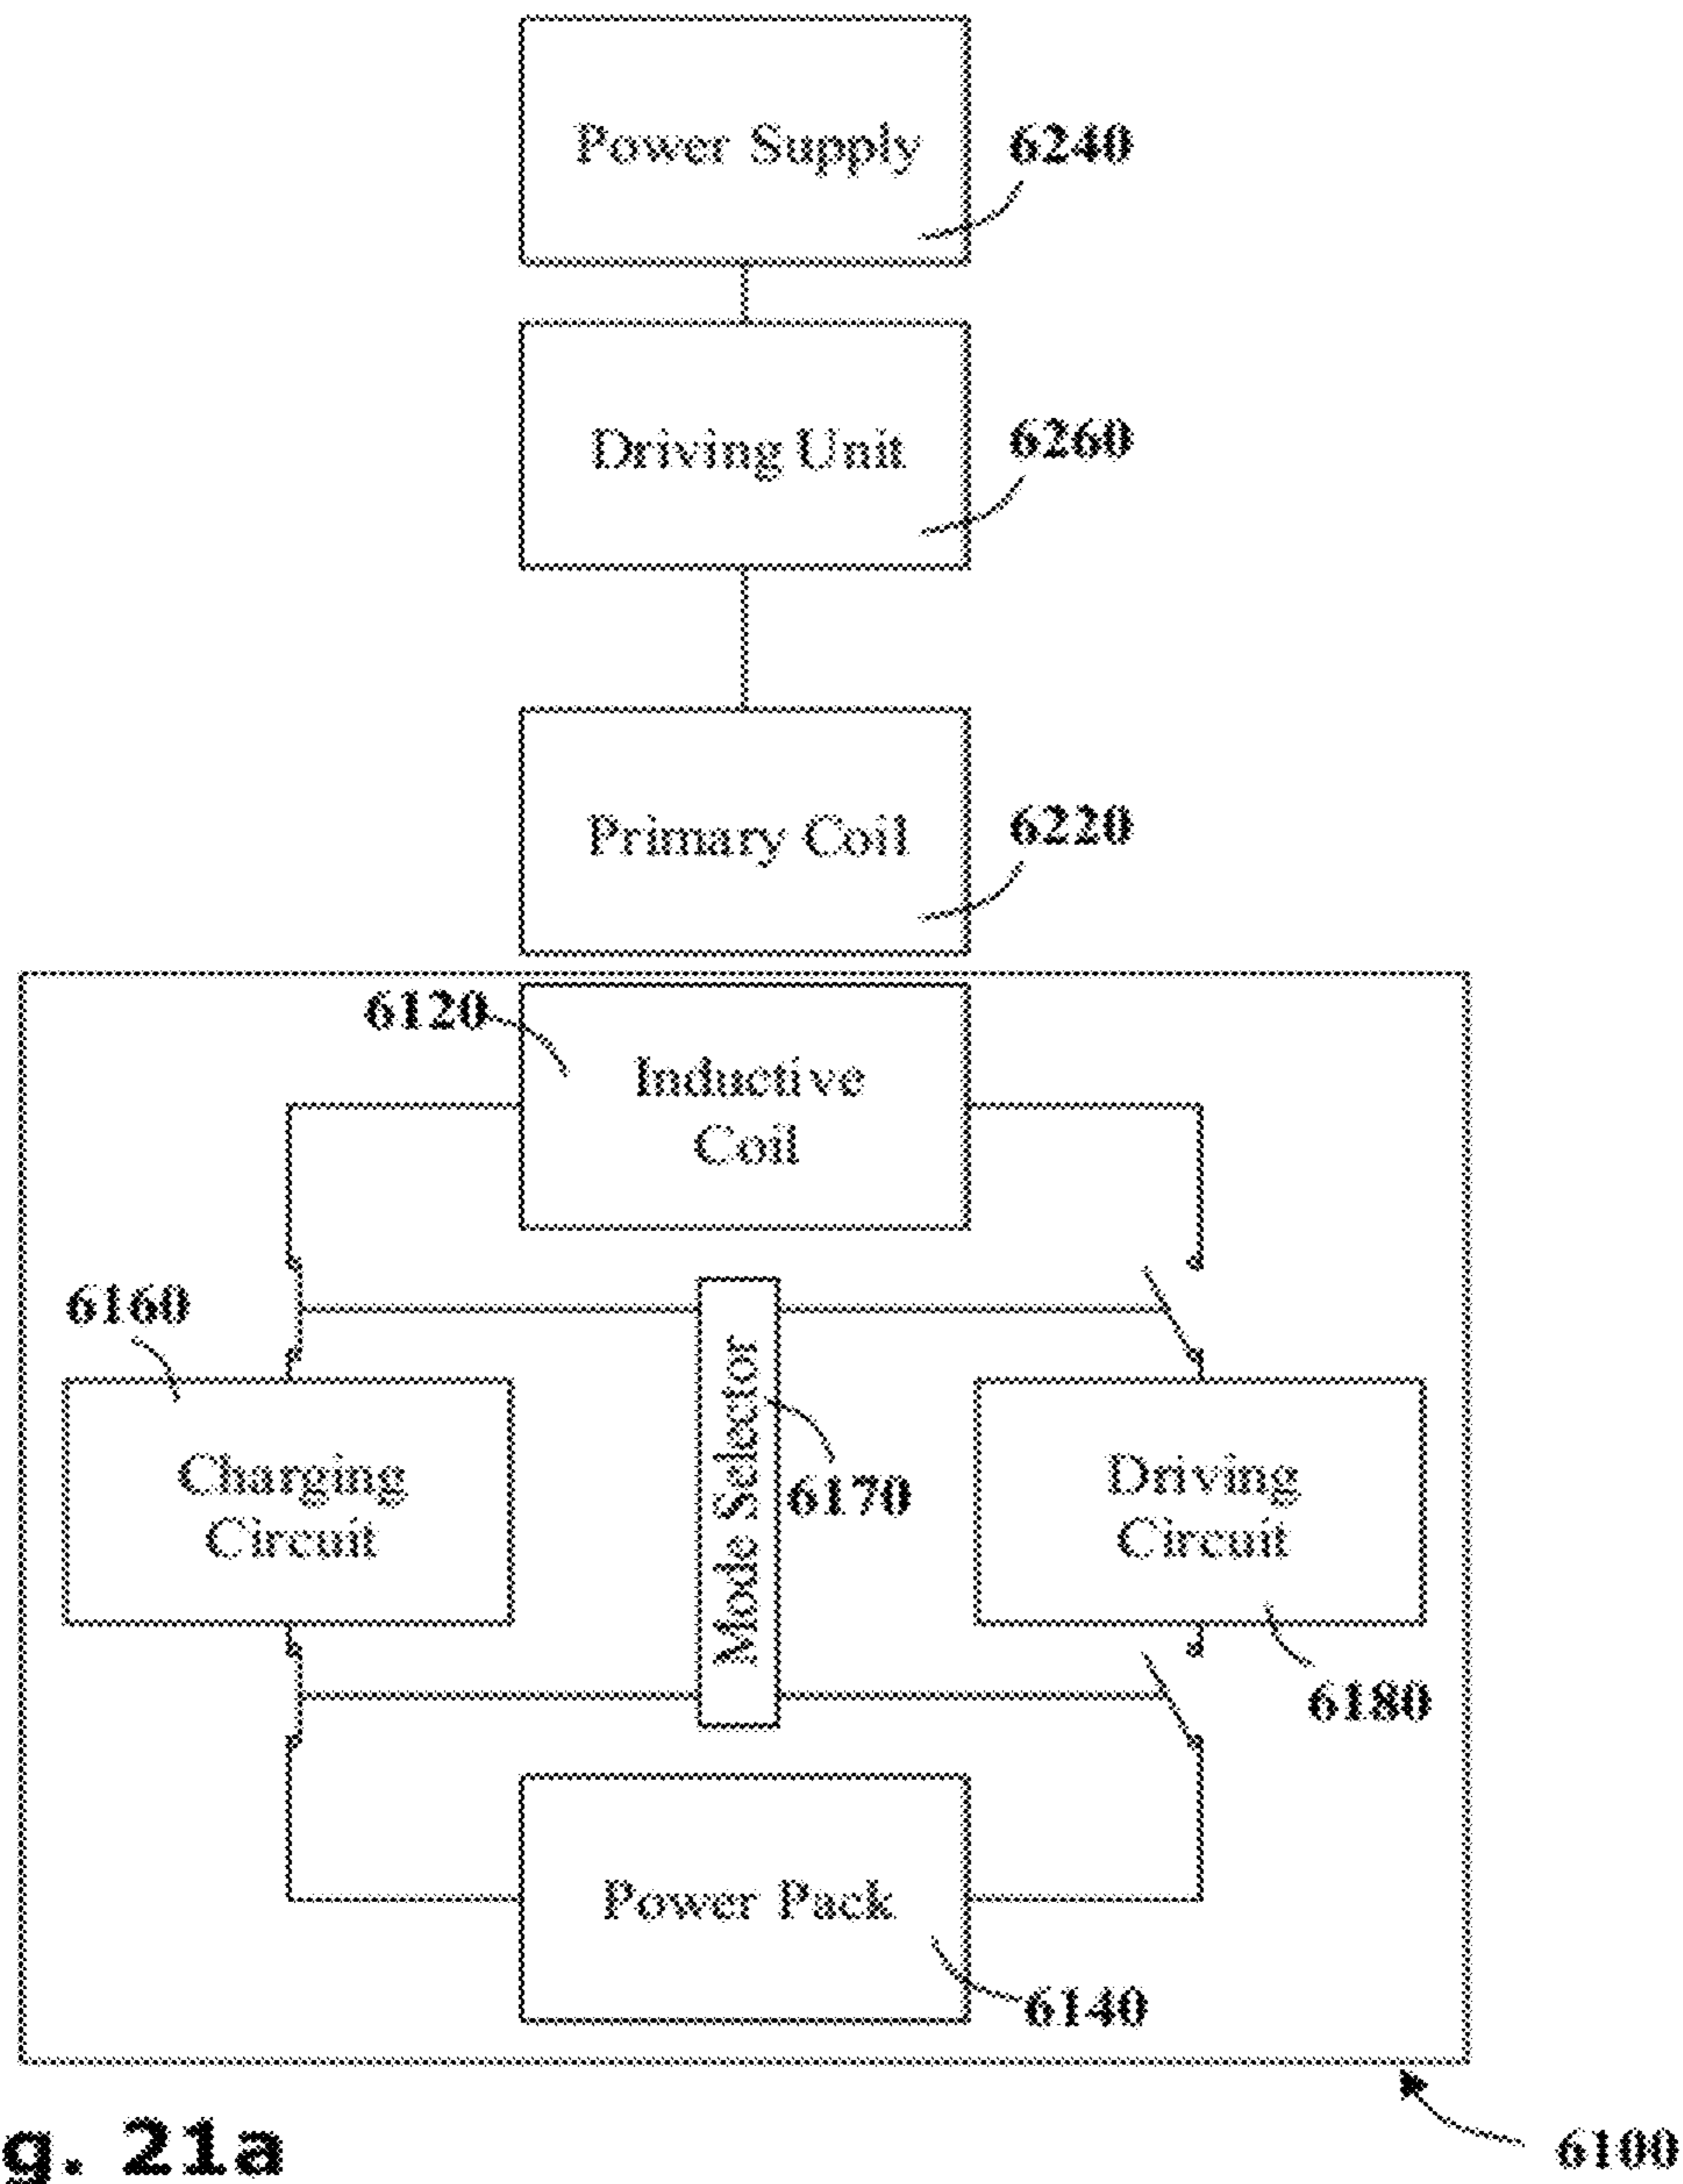 Power Supply
6240
Driving Unit
6260
Primary Coil
6220
6120
Inductive
Coil
6160
Charging
Circuit
Mode Selector
6170
Driving
Circuit
6180
Power Pack
6140
6100
g. 21a